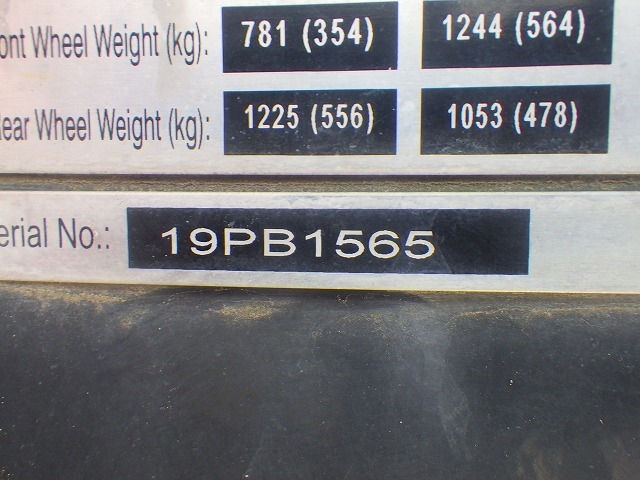 ont Wheel Weight (kg): 781 (354) 1244 (564)
ear Wheel Weight (kg): 1225 (556) 1053 (478)
erial No.: 19PB1565